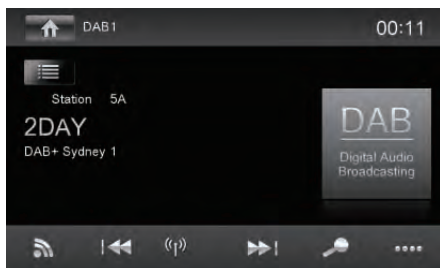 DAB1
00:11
Station 5A
2DAY
DAB+ Sydney 1
DAB
Digital Audio
Broadcasting